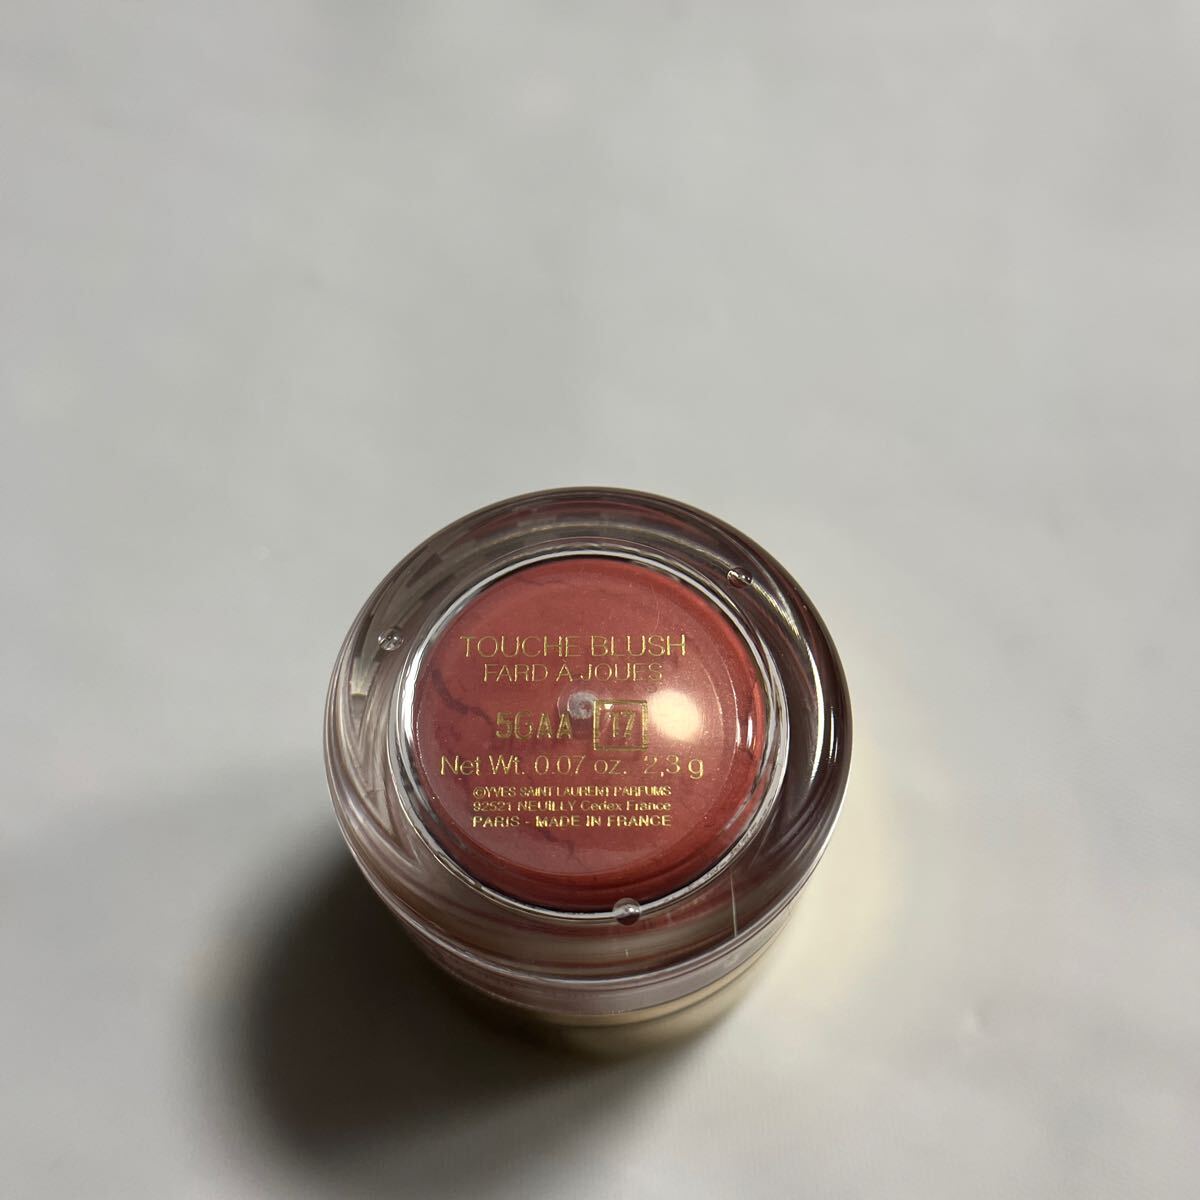 TOUCHE BLUSH
FARD À JOUES
5GAA 17
Net Wt. 0.07 oz. 2,3 g
©YVES SAINT LAURENT PARFUMS
92521 NEUILLY Cedex France
PARIS - MADE IN FRANCE